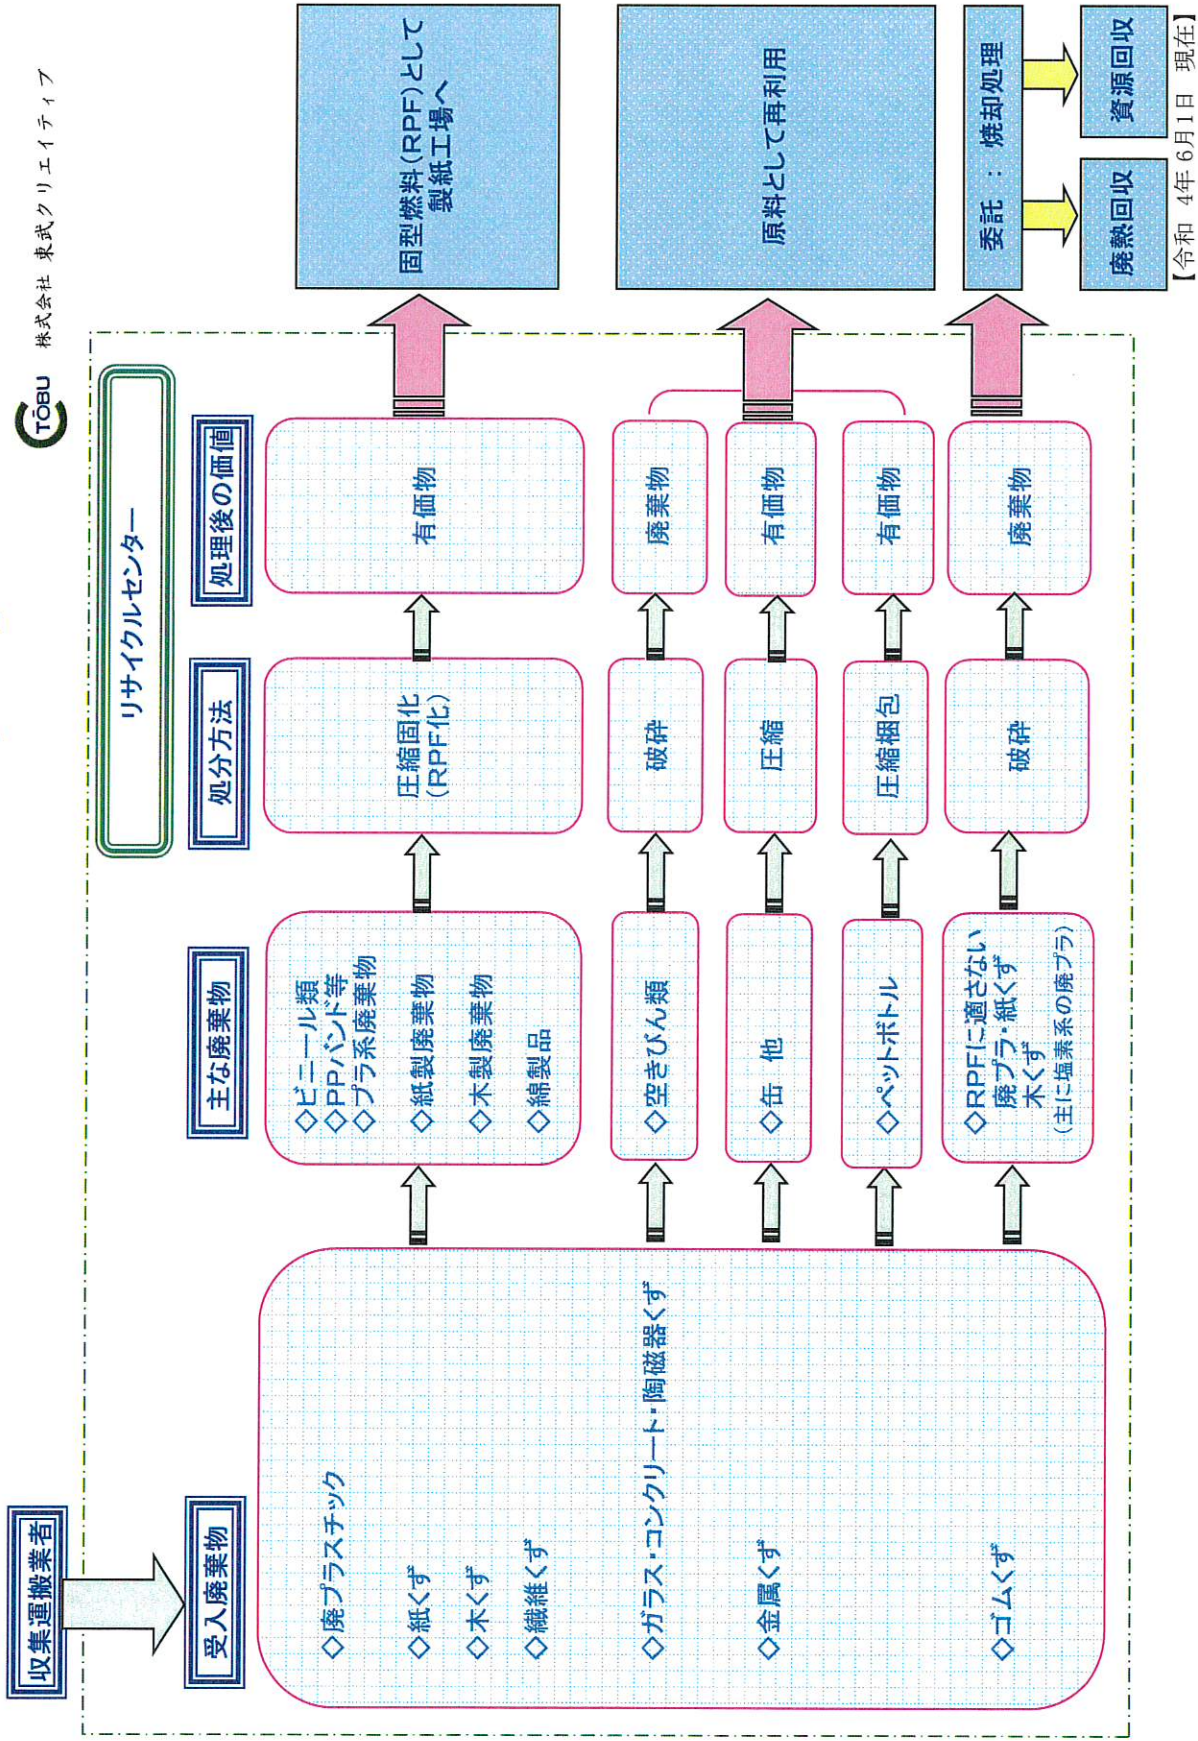 TOBU 株式会社 東武クリエイティブ
収集運搬業者
リサイクルセンター
受入廃棄物
主な廃棄物
処分方法
処理後の価値
◇廃プラスチック
◇紙くず
◇木くず
◇繊維くず
◇ガラス・コンクリート・陶磁器くず
◇金属くず
◇ゴムくず
◇ビニール類
◇PPバンド等
◇プラ系廃棄物
◇紙製廃棄物
◇木製廃棄物
◇綿製品
圧縮固化
(RPF化)
有価物
固型燃料(RPF)として
製紙工場へ
◇空きびん類
破砕
廃棄物
◇缶 他
圧縮
有価物
◇ペットボトル
圧縮梱包
有価物
原料として再利用
◇RPFに適さない
廃プラ・紙くず
木くず
(主に塩素系の廃プラ)
破砕
廃棄物
委託 : 焼却処理
廃熱回収
資源回収
【令和 4年 6月1日 現在】